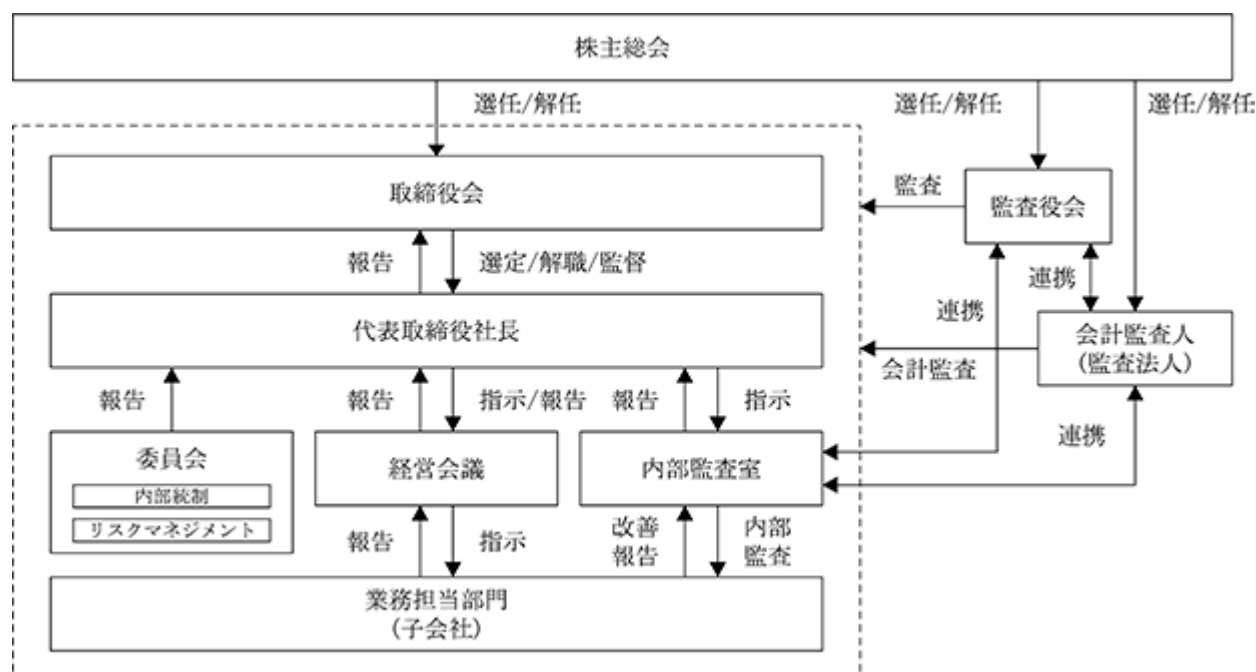 株主総会
選任/解任
選任/解任
選任/解任
取締役会
監査
監査役会
報告
選定/解職/監督
連携
連携
代表取締役社長
会計監査人
(監査法人)
会計監査
報告
報告
指示/報告
報告
指示
連携
委員会
内部統制
リスクマネジメント
経営会議
内部監査室
報告
指示
改善
報告
内部
監査
業務担当部門
(子会社)